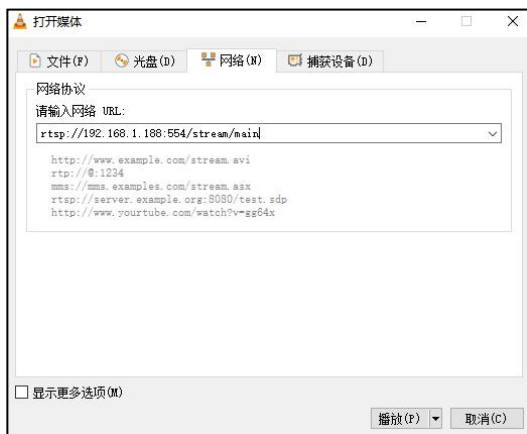 打开媒体
文件(F) 光盘(D) 网络(N) 捕获设备(D)
网络协议
请输入网络 URL:
rtsp://192.168.1.188:554/stream/main
http://www.example.com/stream.avi
rtp://@:1234
mms://mms.examples.com/stream.asx
rtsp://server.example.org:8080/test.sdp
http://www.yourtube.com/watch?v=gg64x
显示更多选项(M)
播放(P) 取消(C)